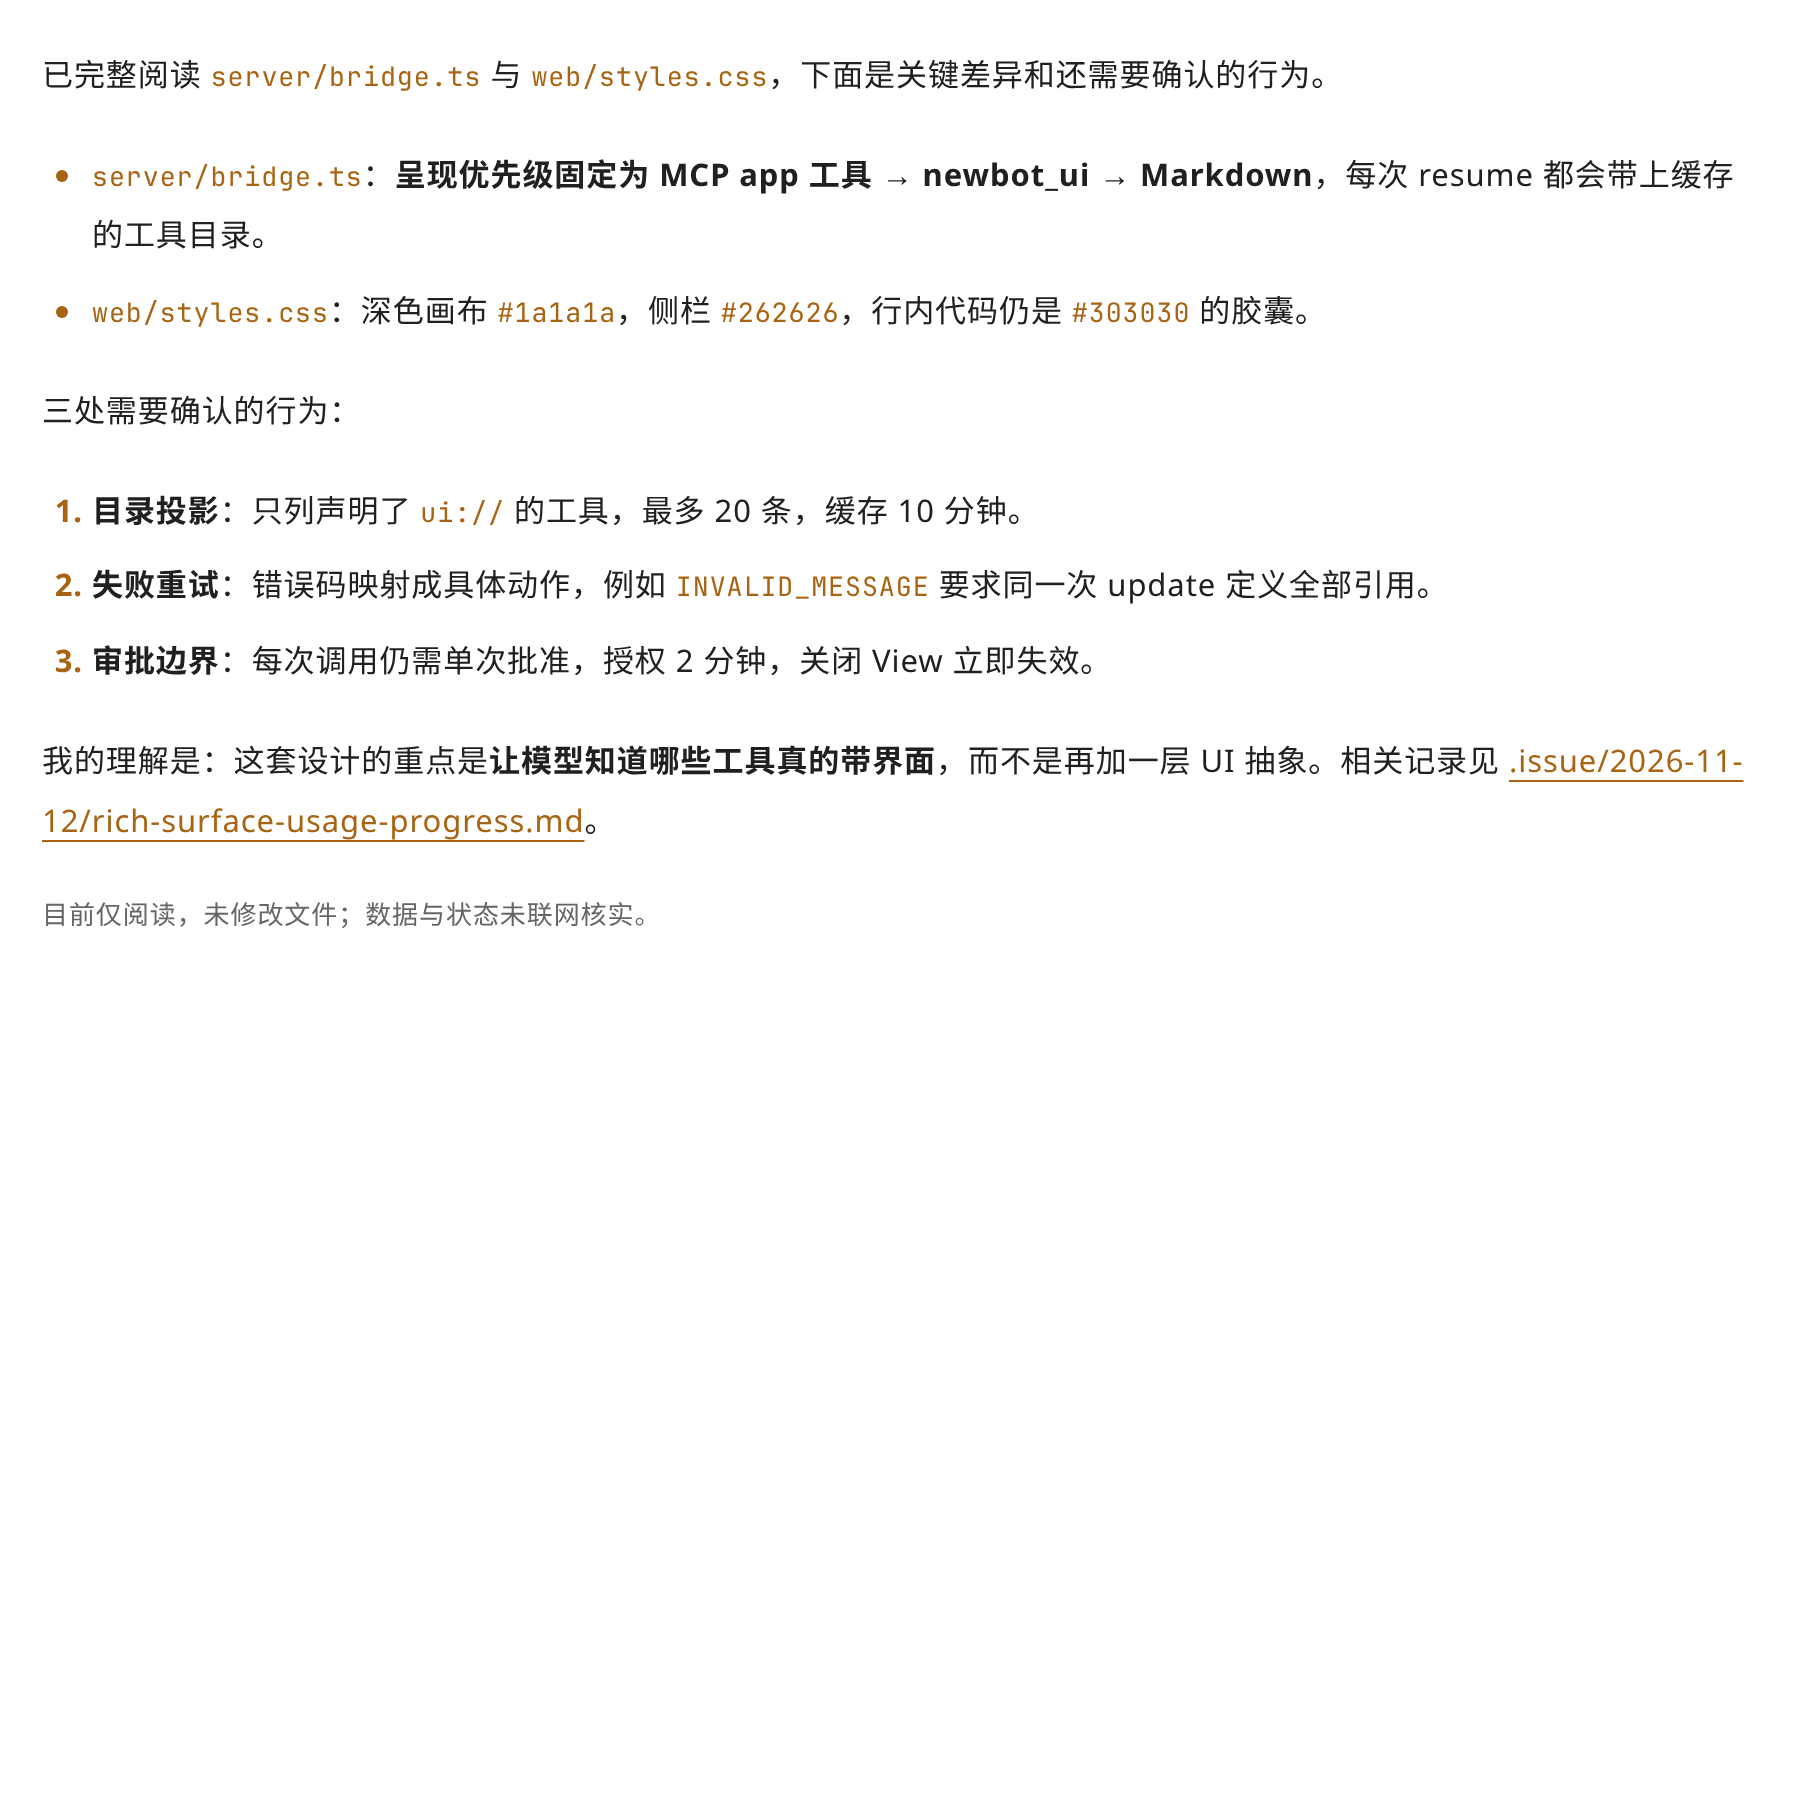 已完整阅读 server/bridge.ts 与 web/styles.css，下面是关键差异和还需要确认的行为。
• server/bridge.ts：呈现优先级固定为 MCP app 工具 → newbot_ui → Markdown，每次 resume 都会带上缓存
的工具目录。
• web/styles.css：深色画布 #1a1a1a，侧栏 #262626，行内代码仍是 #303030 的胶囊。
三处需要确认的行为：
1. 目录投影：只列声明了 ui:// 的工具，最多 20 条，缓存 10 分钟。
2. 失败重试：错误码映射成具体动作，例如 INVALID_MESSAGE 要求同一次 update 定义全部引用。
3. 审批边界：每次调用仍需单次批准，授权 2 分钟，关闭 View 立即失效。
我的理解是：这套设计的重点是让模型知道哪些工具真的带界面，而不是再加一层 UI 抽象。相关记录见 .issue/2026-11-
12/rich-surface-usage-progress.md。
目前仅阅读，未修改文件；数据与状态未联网核实。